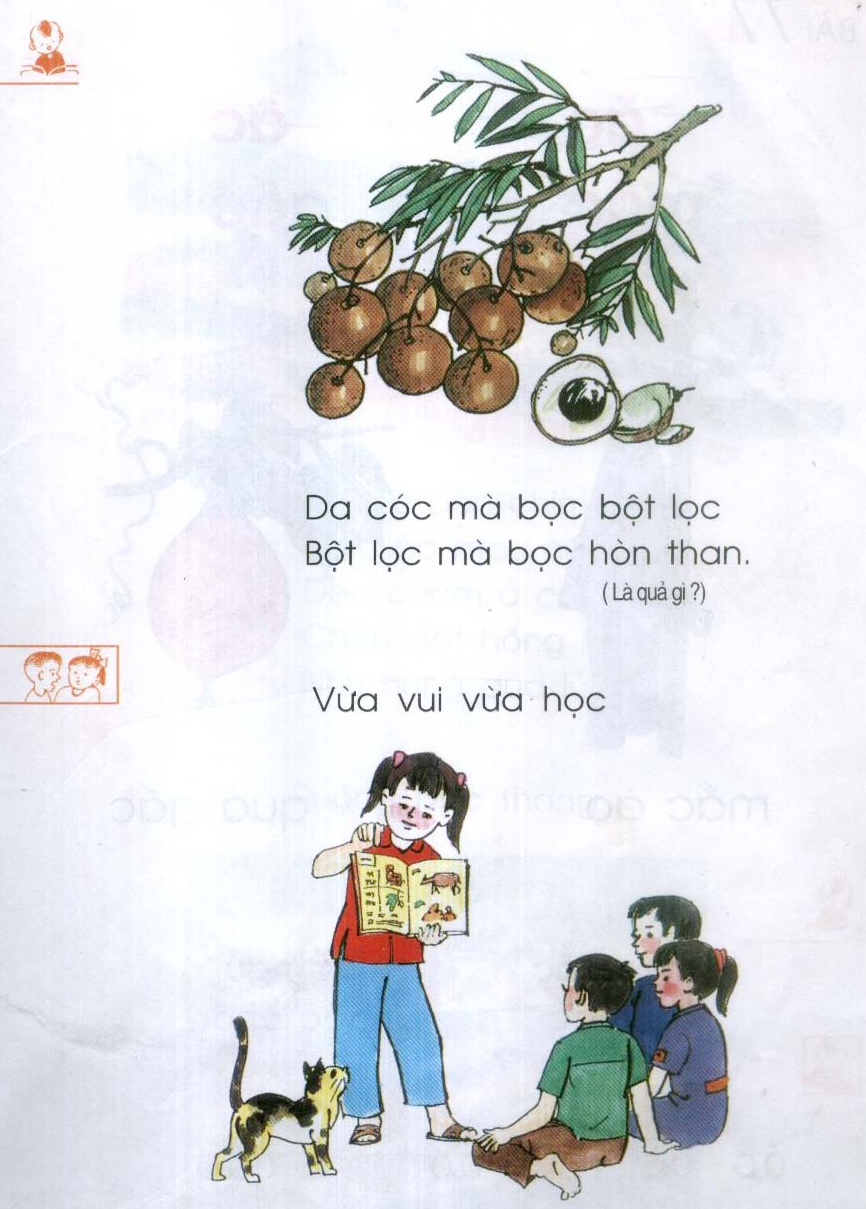 Da cóc mà bọc bột lọc
Bột lọc mà bọc hòn than.
( Là quả gì ?)
Vừa vui vừa học